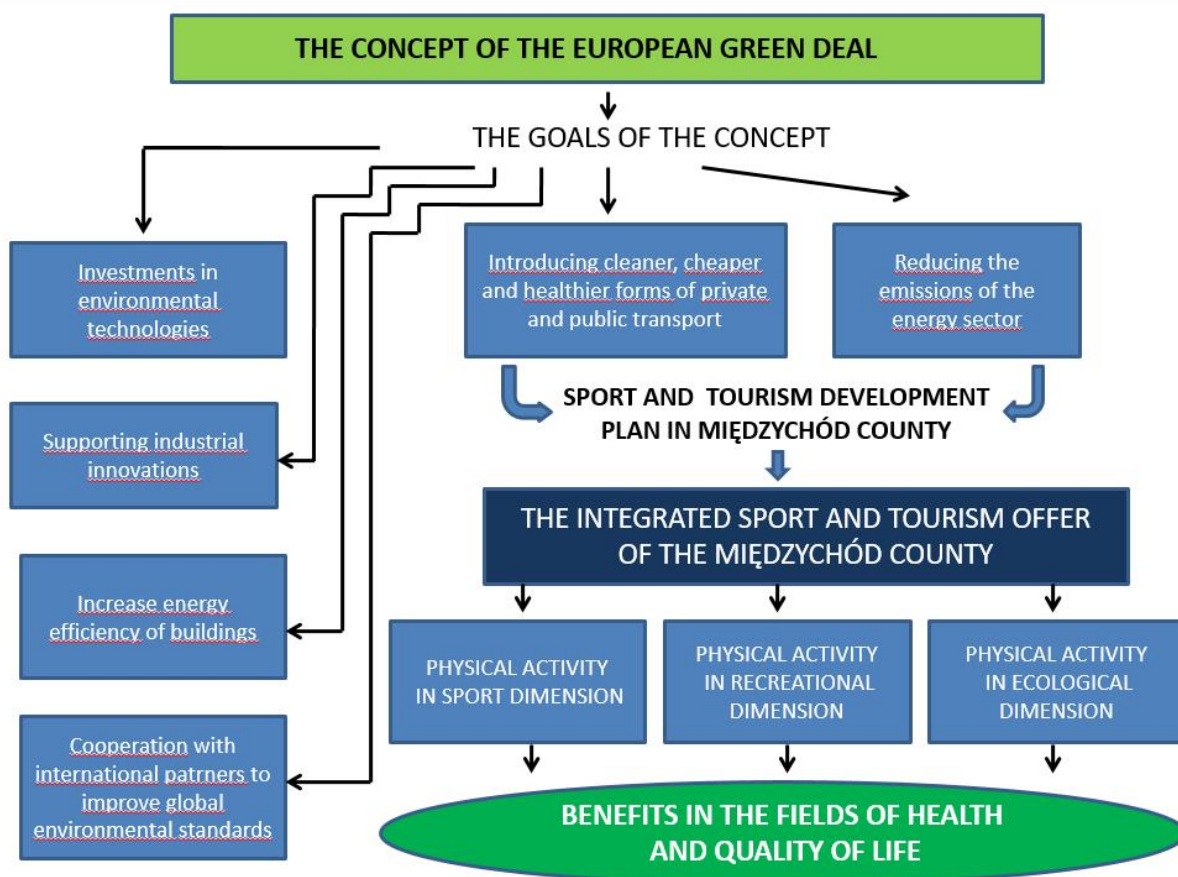 THE CONCEPT OF THE EUROPEAN GREEN DEAL
THE GOALS OF THE CONCEPT
Investments in
environmental
technologies
Introducing cleaner, cheaper
and healthier forms of private
and public transport
Reducing the
emissions of the
energy sector
Supporting industrial
innovations
Increase energy
efficiency of buildings
Cooperation with
international patrners to
improve global
environmental standards
SPORT AND TOURISM DEVELOPMENT
PLAN IN MIĘDZYCHÓD COUNTY
THE INTEGRATED SPORT AND TOURISM OFFER
OF THE MIĘDZYCHÓD COUNTY
PHYSICAL ACTIVITY
IN SPORT DIMENSION
PHYSICAL ACTIVITY
IN RECREATIONAL
DIMENSION
PHYSICAL ACTIVITY
IN ECOLOGICAL
DIMENSION
BENEFITS IN THE FIELDS OF HEALTH
AND QUALITY OF LIFE